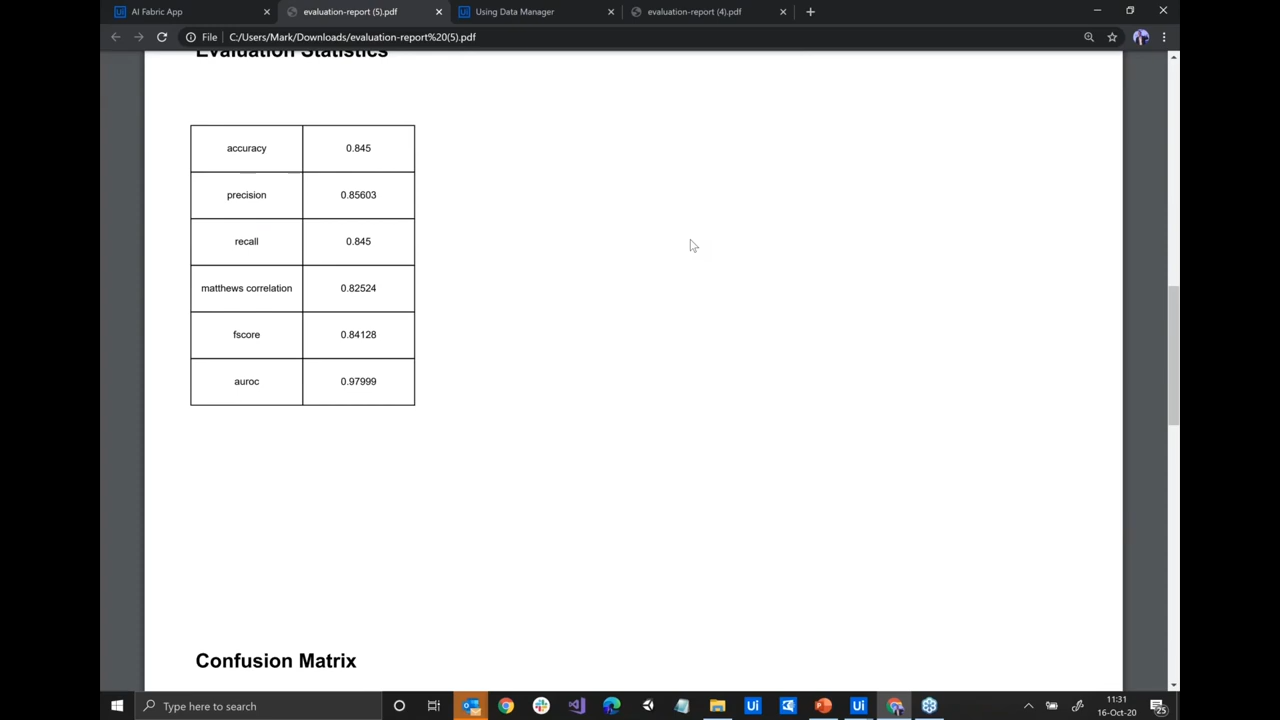 AI Fabric App
evaluation-report (5).pdf
Using Data Manager
evaluation-report (4).pdf
File
C:/Users/Mark/Downloads/evaluation-report%20(5).pdf
Evaluation Statistics
accuracy 0.845
precision 0.85603
recall 0.845
matthews correlation 0.82524
fscore 0.84128
auroc 0.97999
Confusion Matrix
Type here to search
11:31
16-Oct-20
25